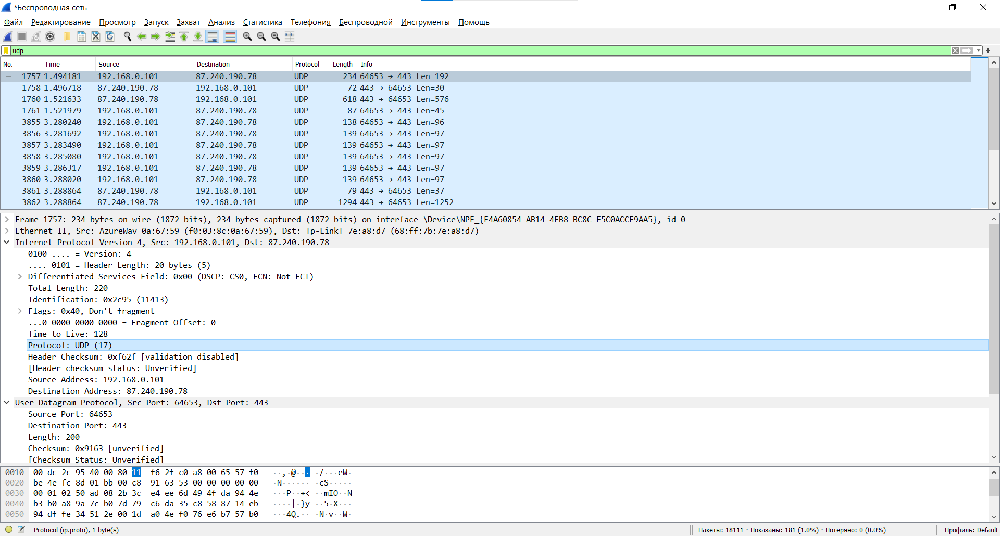 *Беспроводная сеть
Файл Редактирование Просмотр Запуск Захват Анализ Статистика Телефония Беспроводной Инструменты Помощь
udp
No. Time Source Destination Protocol Length Info
1757 1.494181 192.168.0.101 87.240.190.78 UDP 234 64653 → 443 Len=192
1758 1.496718 87.240.190.78 192.168.0.101 UDP 72 443 → 64653 Len=30
1760 1.521633 87.240.190.78 192.168.0.101 UDP 618 443 → 64653 Len=576
1761 1.521979 192.168.0.101 87.240.190.78 UDP 87 64653 → 443 Len=45
3855 3.280240 192.168.0.101 87.240.190.78 UDP 138 64653 → 443 Len=96
3856 3.281692 192.168.0.101 87.240.190.78 UDP 139 64653 → 443 Len=97
3857 3.283490 192.168.0.101 87.240.190.78 UDP 139 64653 → 443 Len=97
3858 3.285080 192.168.0.101 87.240.190.78 UDP 139 64653 → 443 Len=97
3859 3.286317 192.168.0.101 87.240.190.78 UDP 139 64653 → 443 Len=97
3860 3.288020 192.168.0.101 87.240.190.78 UDP 139 64653 → 443 Len=97
3861 3.288864 87.240.190.78 192.168.0.101 UDP 79 443 → 64653 Len=37
3862 3.288864 87.240.190.78 192.168.0.101 UDP 1294 443 → 64653 Len=1252
Frame 1757: 234 bytes on wire (1872 bits), 234 bytes captured (1872 bits) on interface \Device\NPF_{E4A60854-AB14-4EB8-BC8C-E5C0ACCE9AA5}, id 0
Ethernet II, Src: AzureWav_0a:67:59 (f0:03:8c:0a:67:59), Dst: Tp-LinkT_7e:a8:d7 (68:ff:7b:7e:a8:d7)
Internet Protocol Version 4, Src: 192.168.0.101, Dst: 87.240.190.78
0100 .... = Version: 4
.... 0101 = Header Length: 20 bytes (5)
Differentiated Services Field: 0x00 (DSCP: CS0, ECN: Not-ECT)
Total Length: 220
Identification: 0x2c95 (11413)
Flags: 0x40, Don't fragment
...0 0000 0000 0000 = Fragment Offset: 0
Time to Live: 128
Protocol: UDP (17)
Header Checksum: 0xf62f [validation disabled]
[Header checksum status: Unverified]
Source Address: 192.168.0.101
Destination Address: 87.240.190.78
User Datagram Protocol, Src Port: 64653, Dst Port: 443
Source Port: 64653
Destination Port: 443
Length: 200
Checksum: 0x9163 [unverified]
[Checksum Status: Unverified]
0010 00 dc 2c 95 40 00 80 11 f6 2f c0 a8 00 65 57 f0 ··,·@··· ·/···eW·
0020 be 4e fc 8d 01 bb 00 c8 91 63 53 00 00 00 00 00 ·N······ ·cS·····
0030 00 01 02 50 ad 08 2b 3c e4 ee 6d 49 4f da 94 4e ···P··+< ··mIO··N
0040 b3 b0 a8 9a 7c b0 7d 79 c6 da 35 c8 58 87 14 eb ····|·}y ··5·X···
0050 94 df fe 34 51 2e 00 1d a0 4e f0 76 e6 b7 57 b0 ···4Q.·· ·N·v··W·
Protocol (ip.proto), 1 byte(s) Пакеты: 18111 · Показаны: 181 (1.0%) · Потеряно: 0 (0.0%) Профиль: Default